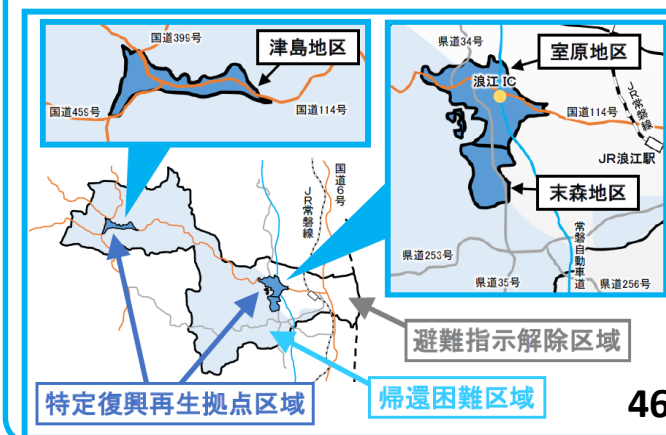 国道399号
津島地区
国道459号
国道114号
県道34号
室原地区
浪江IC
国道114号
JR常磐線
JR浪江駅
末森地区
県道253号
常磐自動車道
県道35号
県道256号
国道6号
JR常磐線
避難指示解除区域
特定復興再生拠点区域
帰還困難区域
46